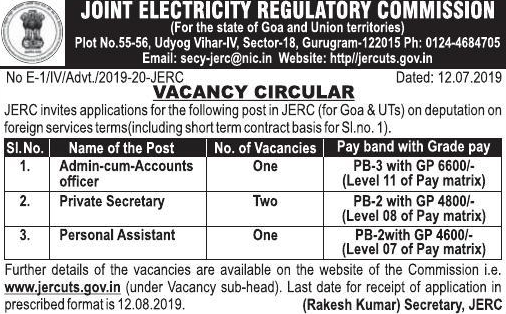 JOINT ELECTRICITY REGULATORY COMMISSION
(For the state of Goa and Union territories)
Plot No.55-56, Udyog Vihar-IV, Sector-18, Gurugram-122015 Ph: 0124-4684705
Email: secy-jerc@nic.in Website: http//jercuts.gov.in
No E-1/IV/Advt./2019-20-JERC Dated: 12.07.2019
VACANCY CIRCULAR
JERC invites applications for the following post in JERC (for Goa & UTs) on deputation on
foreign services terms(including short term contract basis for Sl.no. 1).
Sl.No. Name of the Post No. of Vacancies Pay band with Grade pay
1. Admin-cum-Accounts officer One PB-3 with GP 6600/-
(Level 11 of Pay matrix)
2. Private Secretary Two PB-2 with GP 4800/-
(Level 08 of Pay matrix)
3. Personal Assistant One PB-2with GP 4600/-
(Level 07 of Pay matrix)
Further details of the vacancies are available on the website of the Commission i.e.
www.jercuts.gov.in (under Vacancy sub-head). Last date for receipt of application in
prescribed format is 12.08.2019. (Rakesh Kumar) Secretary, JERC